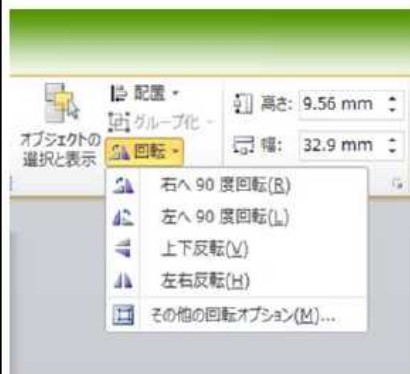 配置
グループ化
オブジェクトの
選択と表示
回転
高さ: 9.56 mm
幅: 32.9 mm
右へ 90 度回転(R)
左へ 90 度回転(L)
上下反転(V)
左右反転(H)
その他の回転オプション(M)...